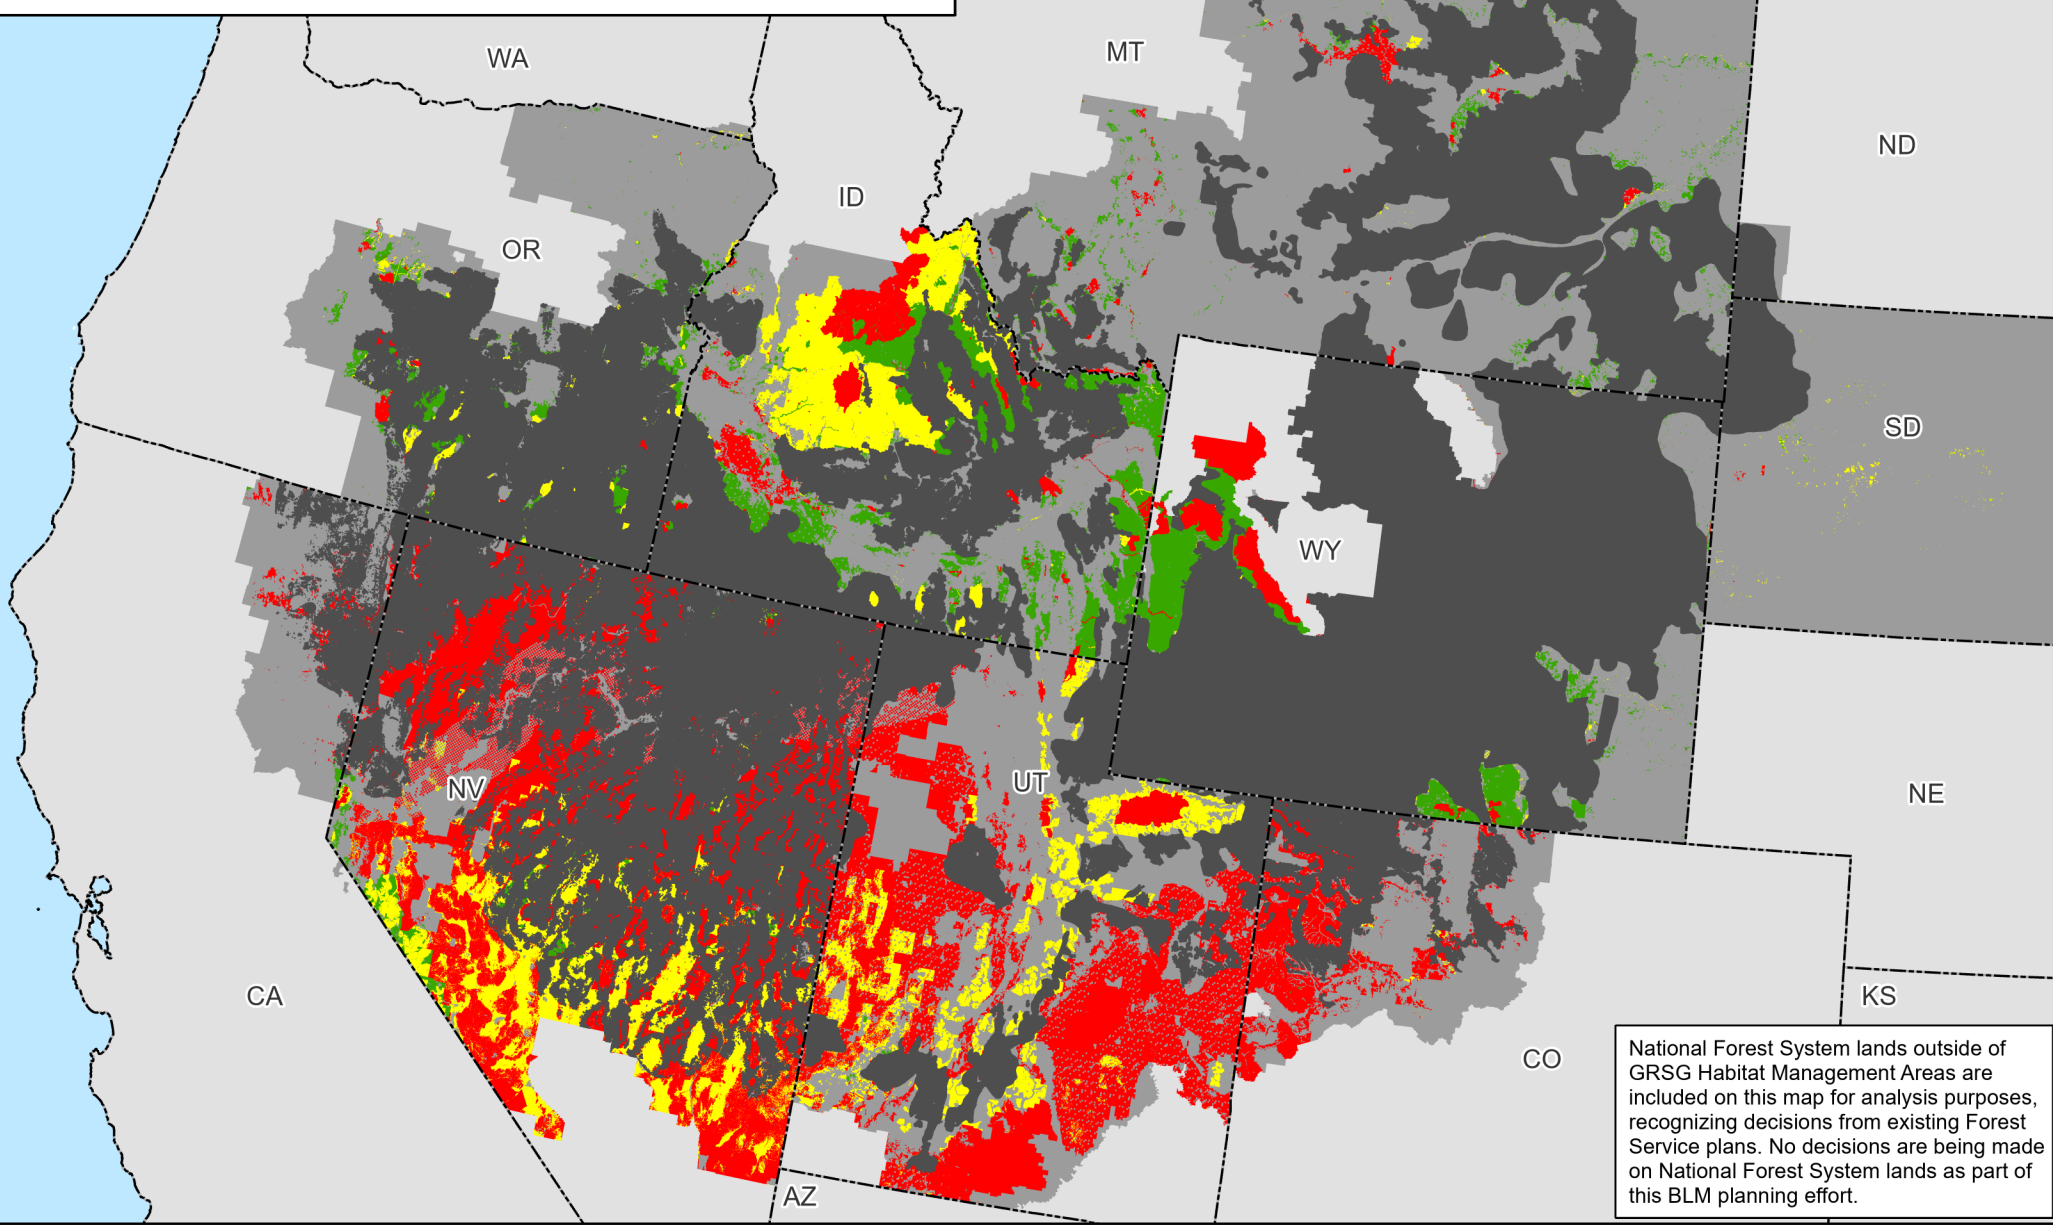 WA
MT
ND
ID
OR
SD
WY
NV
UT
NE
CA
KS
CO
AZ
National Forest System lands outside of
GRSG Habitat Management Areas are
included on this map for analysis purposes,
recognizing decisions from existing Forest
Service plans. No decisions are being made
on National Forest System lands as part of
this BLM planning effort.